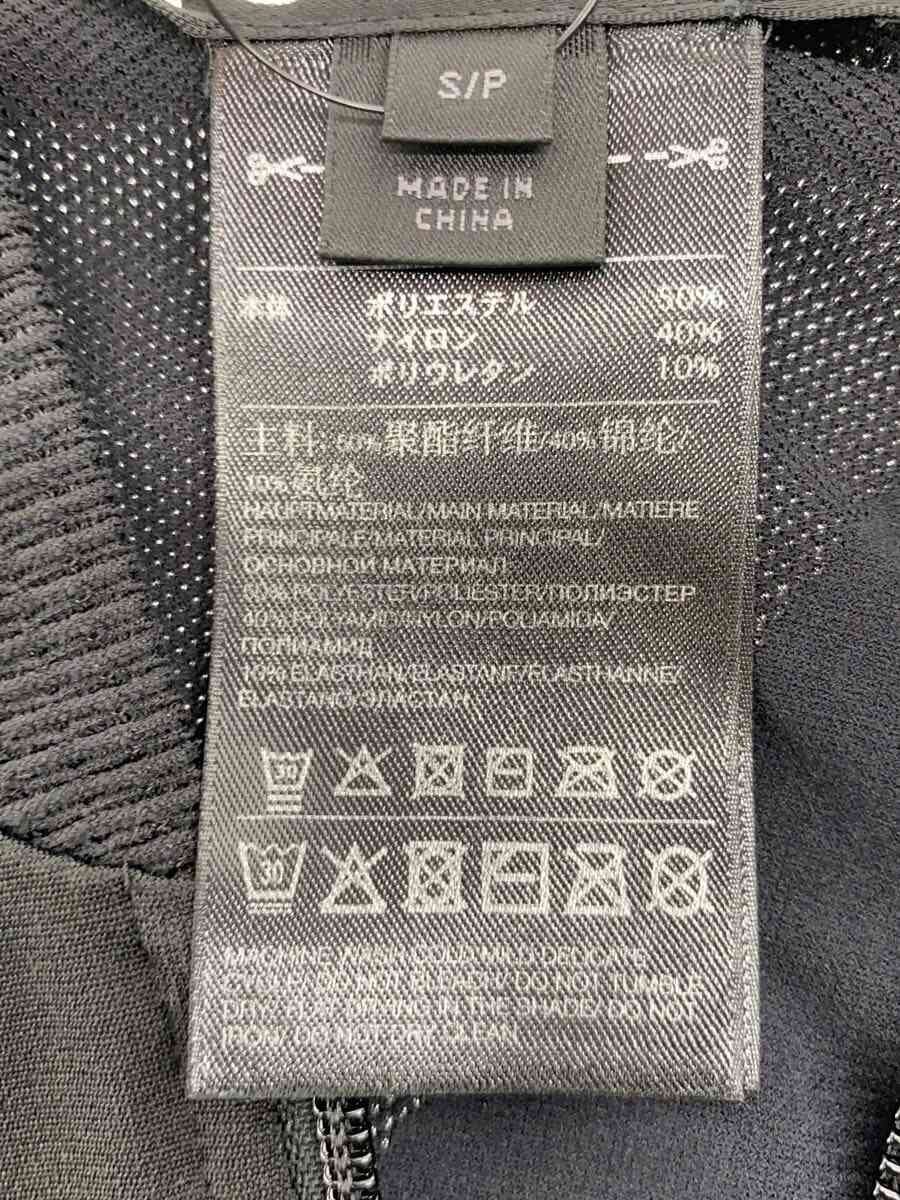 S/P
MADE IN
CHINA
本体 ポリエステル 50%
ナイロン 40%
ポリウレタン 10%
主料: 聚酯纤维/40% 锦纶/
10% 氨纶
HAUPTMATERIAL/MAIN MATERIAL/MATIERE
PRINCIPALE/MATERIAL PRINCIPAL/
ОСНОВНОЙ МАТЕРИАЛ
50% POLYESTER/POLIESTER/ПОЛИЭСТЕР
40% POLYAMID/NYLON/POLIAMIDA/
ПОЛИАМИД
10% ELASTHAN/ELASTANE/ELASTHANNE/
ELASTANO/ЭЛАСТАН
30
30
MACHINE WASH COLD MILD DELICATE
DO NOT BLEACH/ DO NOT TUMBLE
DRY/ FLAT DRYING IN THE SHADE/ DO NOT
IRON/ DO NOT DRY CLEAN